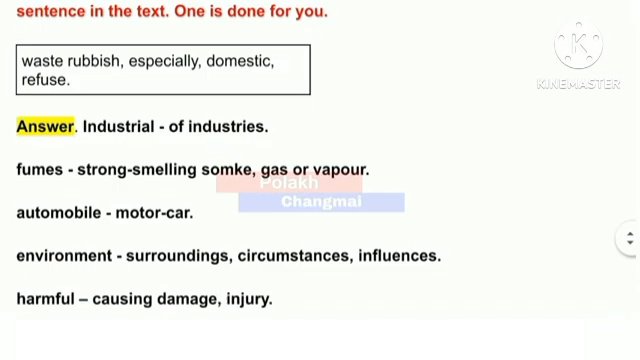 sentence in the text. One is done for you.
waste rubbish, especially, domestic,
refuse.
KINEMASTER
Answer. Industrial - of industries.
fumes - strong-smelling somke, gas or vapour.
Polakh
Changmai
automobile - motor-car.
environment - surroundings, circumstances, influences.
harmful – causing damage, injury.